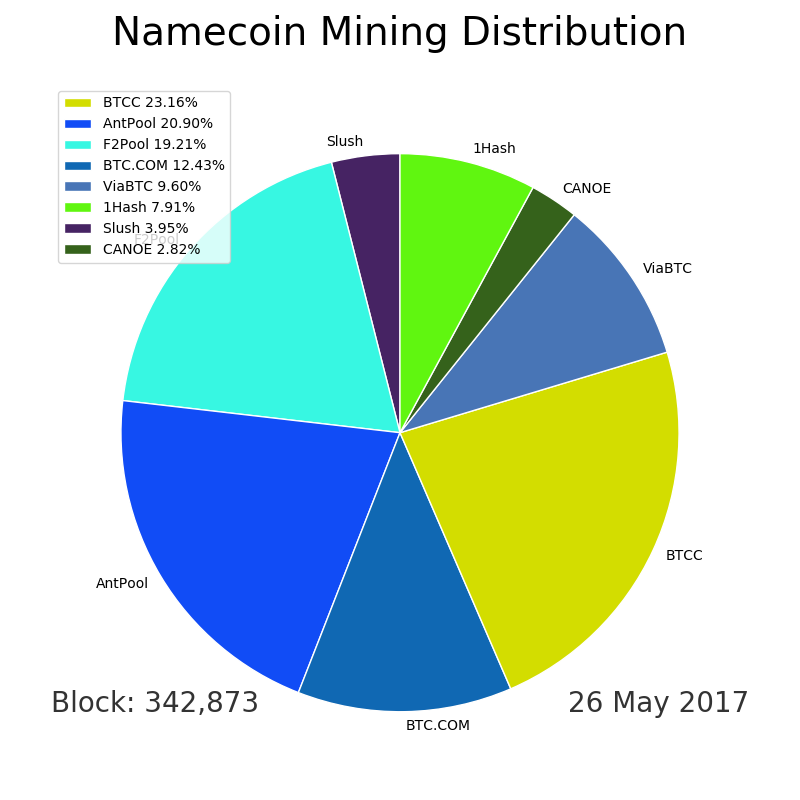 Namecoin Mining Distribution
BTCC 23.16%
AntPool 20.90%
F2Pool 19.21%
BTC.COM 12.43%
ViaBTC 9.60%
1Hash 7.91%
Slush 3.95%
CANOE 2.82%
Slush
1Hash
CANOE
F2Pool
ViaBTC
BTCC
AntPool
BTC.COM
Block: 342,873
26 May 2017